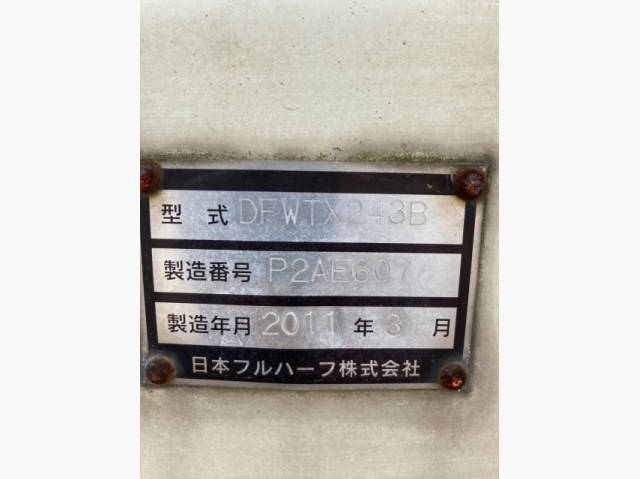 型 式 DFWTX243B
製造番号
製造年月 2011 年 3 月
日本フルハーフ株式会社